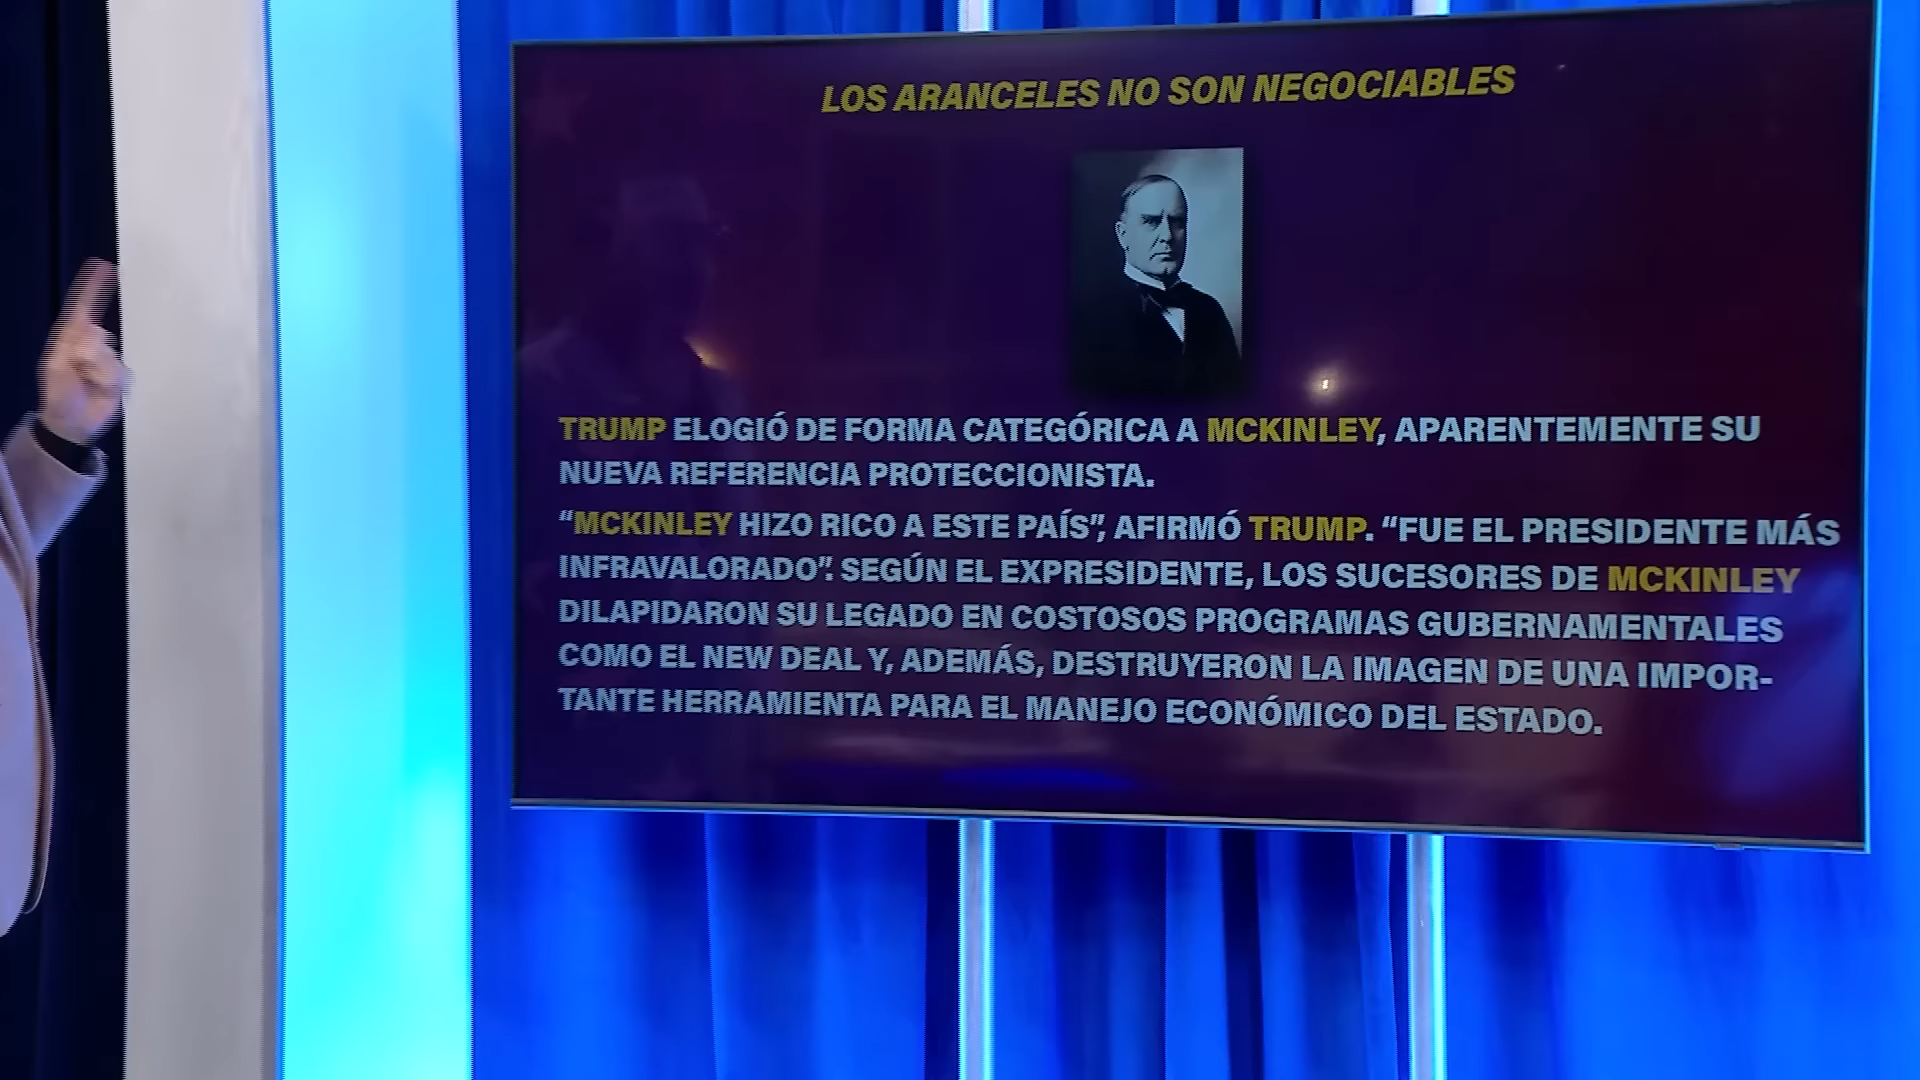 LOS ARANCELES NO SON NEGOCIABLES
TRUMP ELOGIÓ DE FORMA CATEGÓRICA A MCKINLEY, APARENTEMENTE SU
NUEVA REFERENCIA PROTECCIONISTA.
“MCKINLEY HIZO RICO A ESTE PAÍS”, AFIRMÓ TRUMP. “FUE EL PRESIDENTE MÁS
INFRAVALORADO”. SEGÚN EL EXPRESIDENTE, LOS SUCESORES DE MCKINLEY
DILAPIDARON SU LEGADO EN COSTOSOS PROGRAMAS GUBERNAMENTALES
COMO EL NEW DEAL Y, ADEMÁS, DESTRUYERON LA IMAGEN DE UNA IMPOR-
TANTE HERRAMIENTA PARA EL MANEJO ECONÓMICO DEL ESTADO.